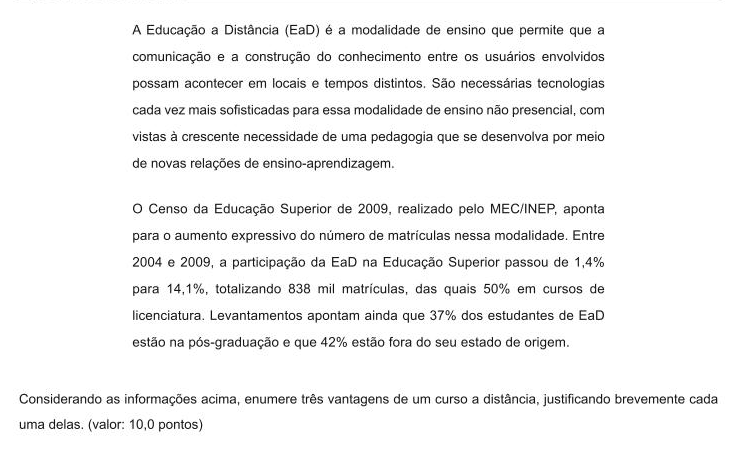 A Educação a Distância (EaD) é a modalidade de ensino que permite que a
comunicação e a construção do conhecimento entre os usuários envolvidos
possam acontecer em locais e tempos distintos. São necessárias tecnologias
cada vez mais sofisticadas para essa modalidade de ensino não presencial, com
vistas à crescente necessidade de uma pedagogia que se desenvolva por meio
de novas relações de ensino-aprendizagem.
O Censo da Educação Superior de 2009, realizado pelo MEC/INEP, aponta
para o aumento expressivo do número de matrículas nessa modalidade. Entre
2004 e 2009, a participação da EaD na Educação Superior passou de 1,4%
para 14,1%, totalizando 838 mil matrículas, das quais 50% em cursos de
licenciatura. Levantamentos apontam ainda que 37% dos estudantes de EaD
estão na pós-graduação e que 42% estão fora do seu estado de origem.
Considerando as informações acima, enumere três vantagens de um curso a distância, justificando brevemente cada
uma delas. (valor: 10,0 pontos)